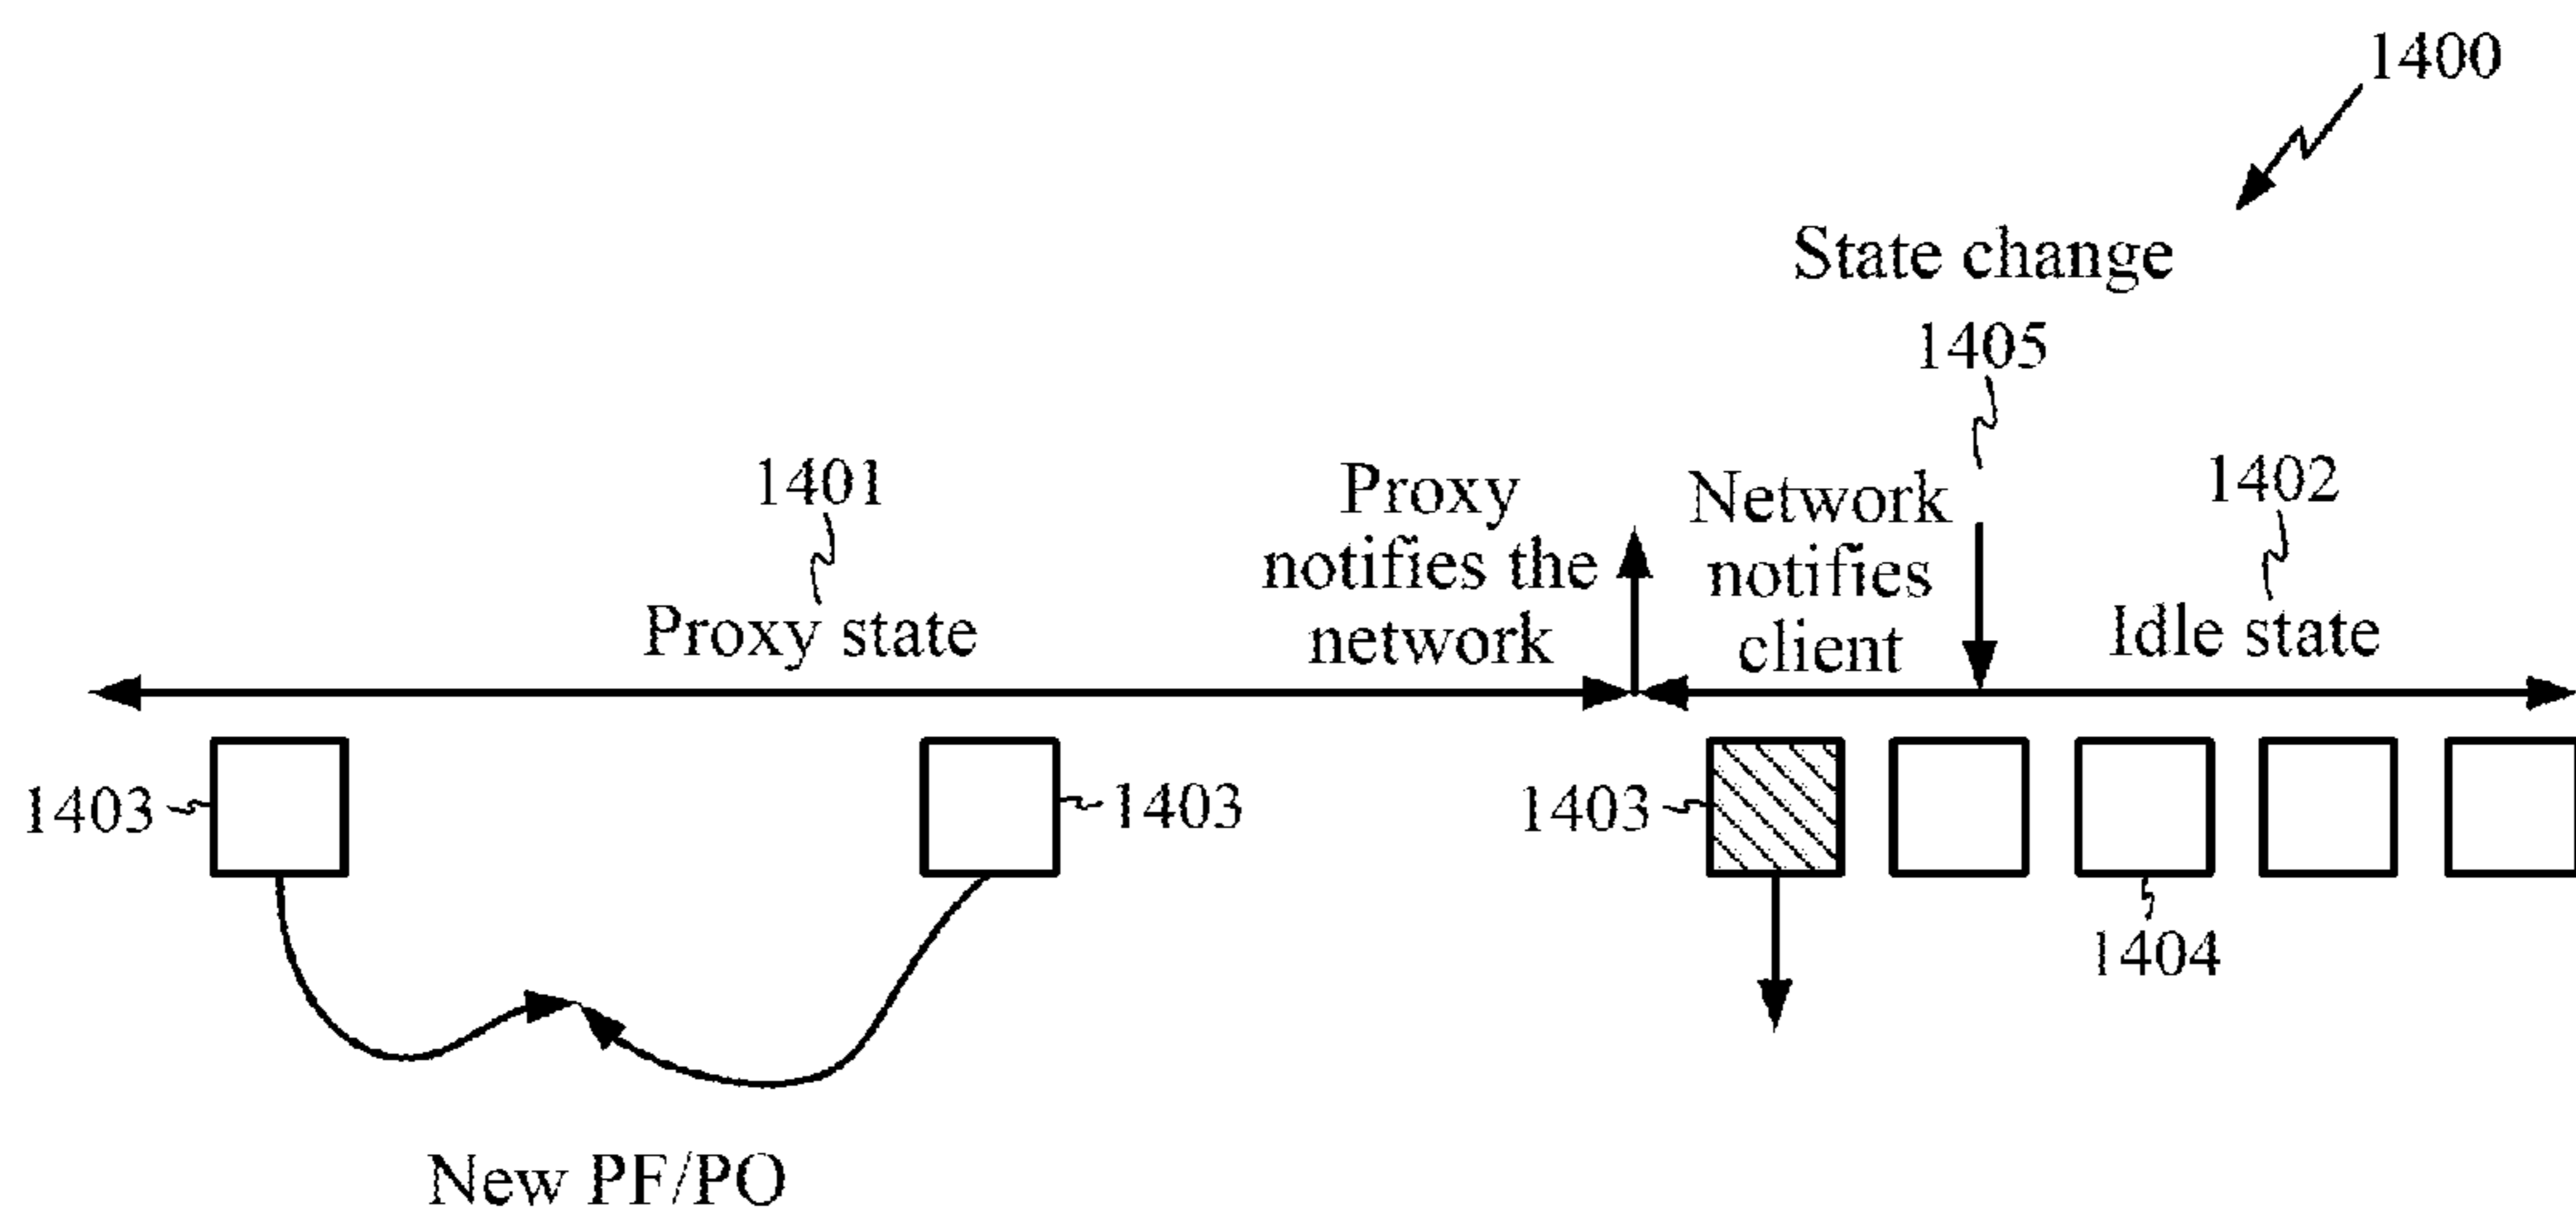 1400
State change
1405
1401
Proxy state
Proxy
notifies the
network
Network
notifies
client
1402
Idle state
1403
1403
1403
1404
New PF/PO